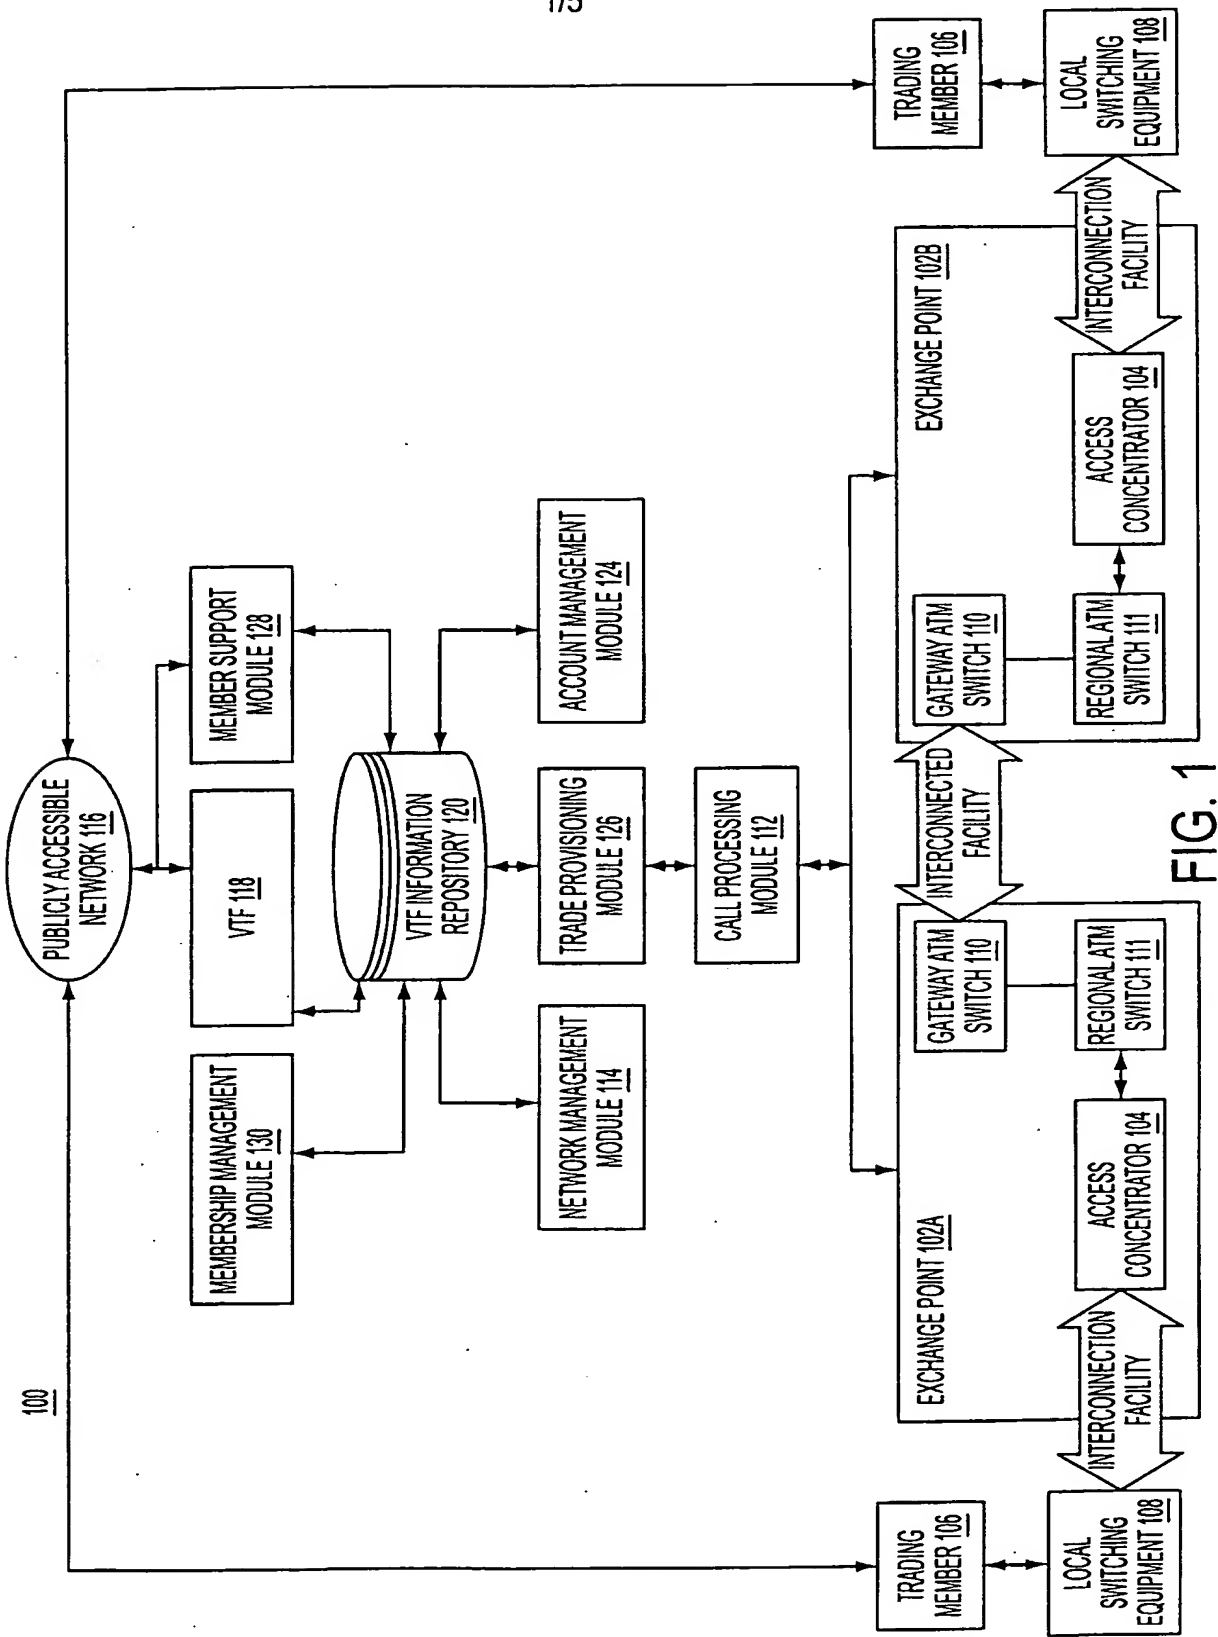 1/5
100
PUBLICLY ACCESSIBLE
NETWORK 116
MEMBERSHIP MANAGEMENT
MODULE 130
VTF 118
MEMBER SUPPORT
MODULE 128
VTF INFORMATION
REPOSITORY 120
NETWORK MANAGEMENT
MODULE 114
TRADE PROVISIONING
MODULE 126
ACCOUNT MANAGEMENT
MODULE 124
CALL PROCESSING
MODULE 112
TRADING
MEMBER 106
LOCAL
SWITCHING
EQUIPMENT 108
INTERCONNECTION
FACILITY
EXCHANGE POINT 102A
ACCESS
CONCENTRATOR 104
GATEWAY ATM
SWITCH 110
REGIONAL ATM
SWITCH 111
INTERCONNECTED
FACILITY
EXCHANGE POINT 102B
GATEWAY ATM
SWITCH 110
REGIONAL ATM
SWITCH 111
ACCESS
CONCENTRATOR 104
INTERCONNECTION
FACILITY
TRADING
MEMBER 106
LOCAL
SWITCHING
EQUIPMENT 108
FIG. 1